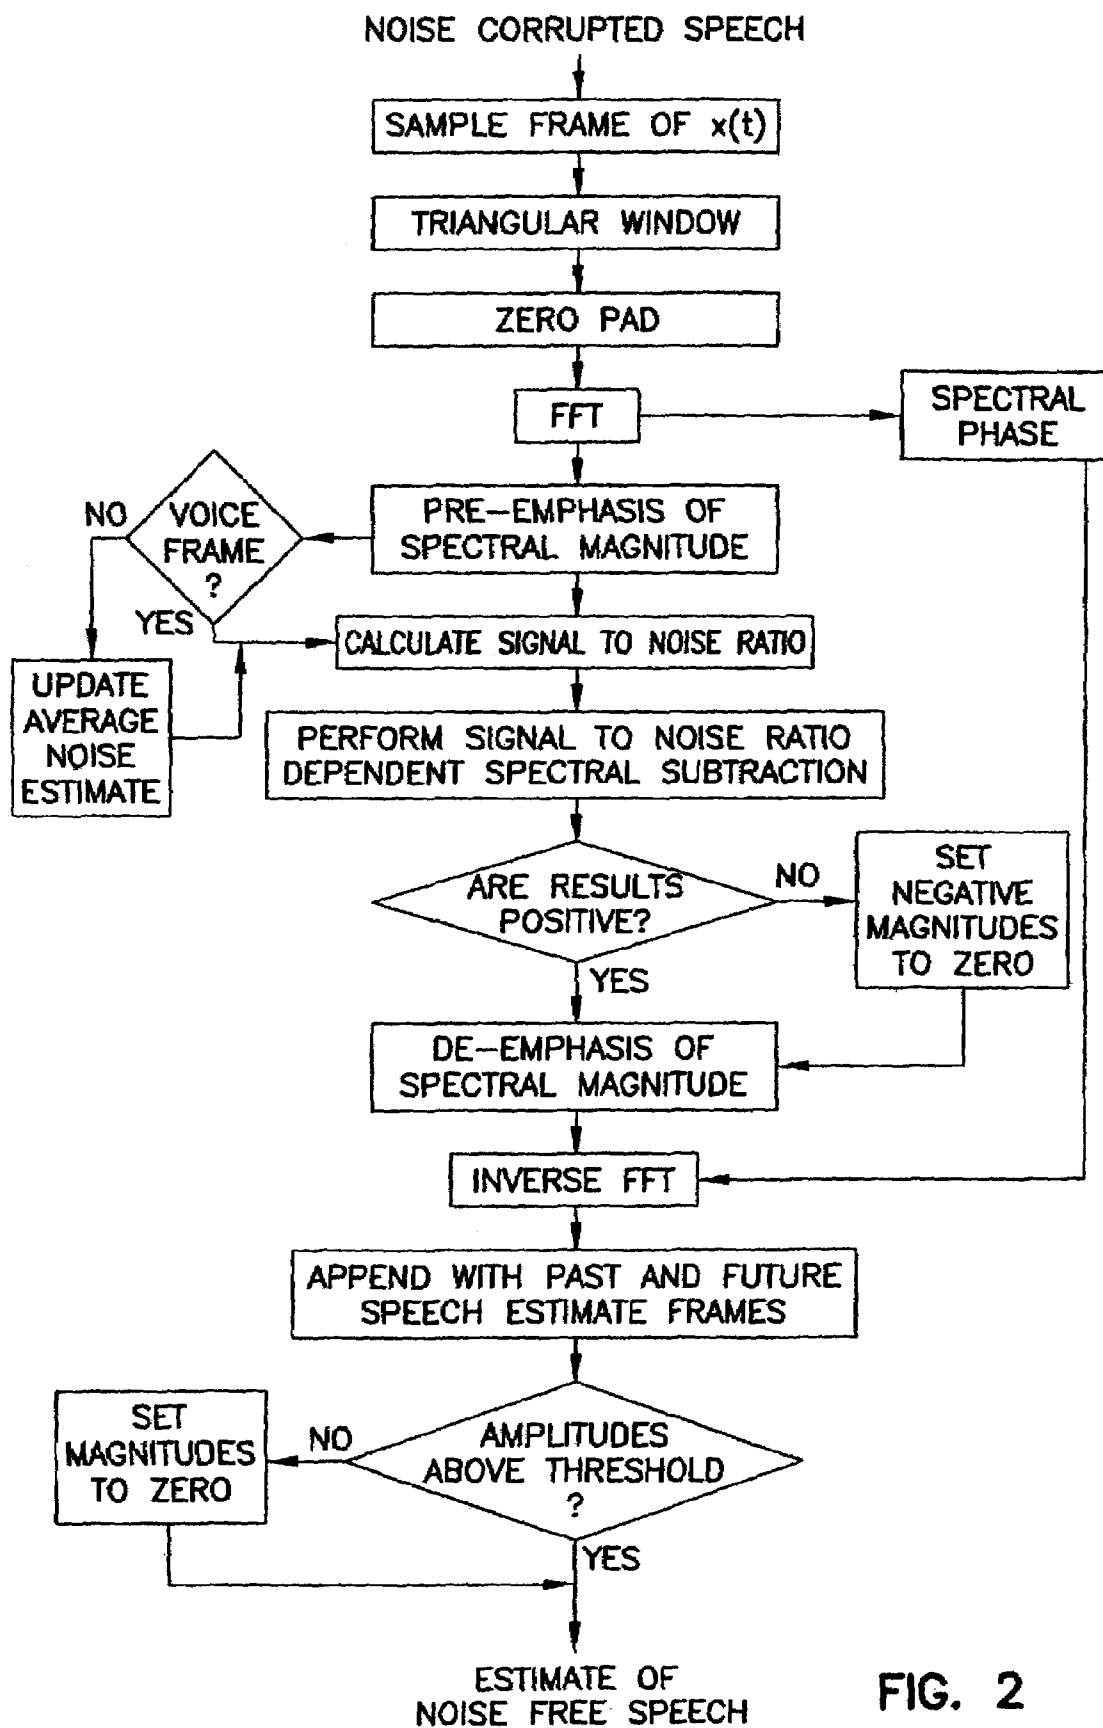 NOISE CORRUPTED SPEECH
SAMPLE FRAME OF x(t)
TRIANGULAR WINDOW
ZERO PAD
FFT
SPECTRAL
PHASE
PRE-EMPHASIS OF
SPECTRAL MAGNITUDE
VOICE
FRAME
?
NO
YES
UPDATE
AVERAGE
NOISE
ESTIMATE
CALCULATE SIGNAL TO NOISE RATIO
PERFORM SIGNAL TO NOISE RATIO
DEPENDENT SPECTRAL SUBTRACTION
ARE RESULTS
POSITIVE?
NO
SET
NEGATIVE
MAGNITUDES
TO ZERO
YES
DE-EMPHASIS OF
SPECTRAL MAGNITUDE
INVERSE FFT
APPEND WITH PAST AND FUTURE
SPEECH ESTIMATE FRAMES
AMPLITUDES
ABOVE THRESHOLD
?
NO
SET
MAGNITUDES
TO ZERO
YES
ESTIMATE OF
NOISE FREE SPEECH
FIG. 2